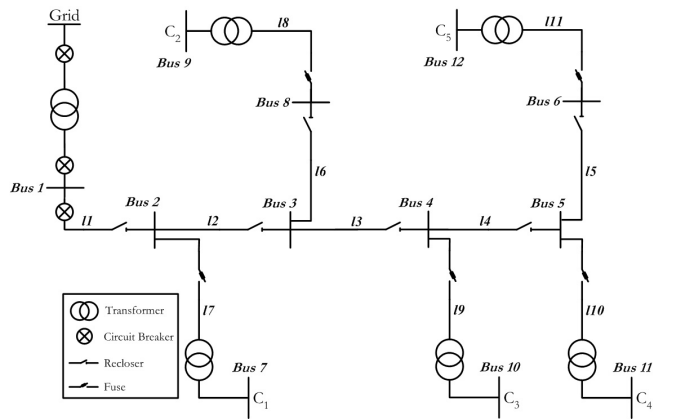 Grid
l8
l11
C2
C5
Bus 9
Bus 12
Bus 8
Bus 6
l6
l5
Bus 1
Bus 2
Bus 3
Bus 4
Bus 5
l1
l2
l3
l4
l7
l9
l10
Transformer
Circuit Breaker
Recloser
Fuse
Bus 7
Bus 10
Bus 11
C1
C3
C4